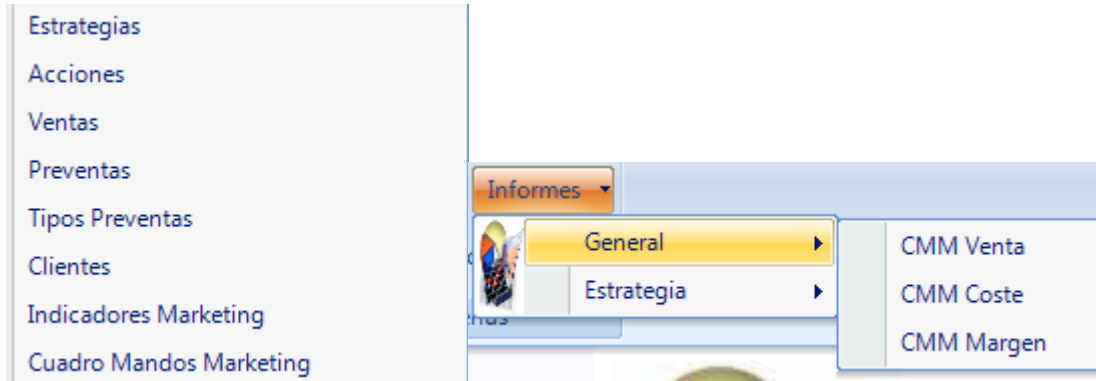 Estrategias
Acciones
Ventas
Preventas
Tipos Preventas
Clientes
Indicadores Marketing
Cuadro Mandos Marketing
Informes
General
Estrategia
CMM Venta
CMM Coste
CMM Margen